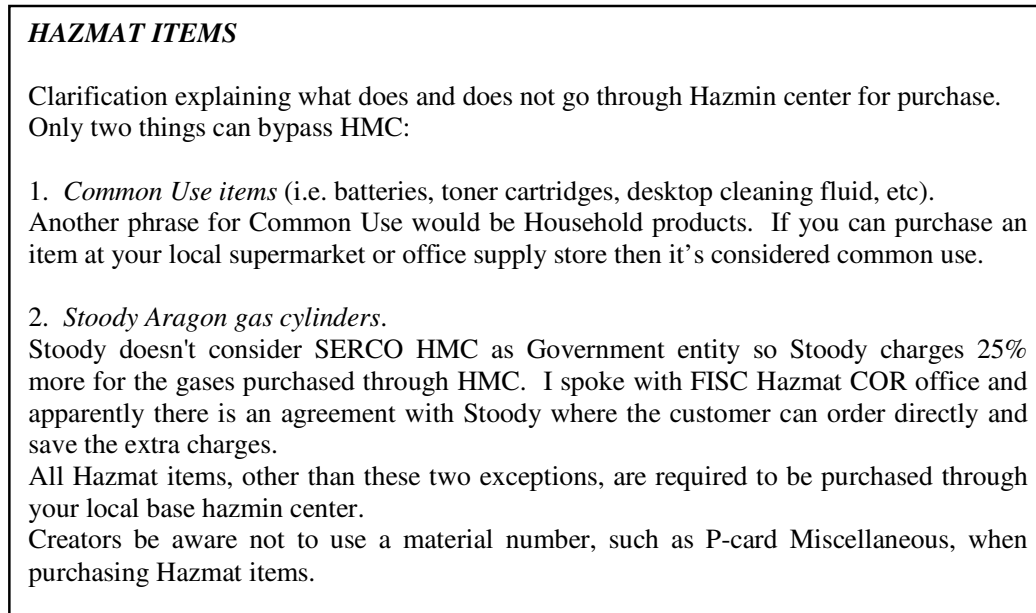 HAZMAT ITEMS
Clarification explaining what does and does not go through Hazmin center for purchase.
Only two things can bypass HMC:
1. Common Use items (i.e. batteries, toner cartridges, desktop cleaning fluid, etc).
Another phrase for Common Use would be Household products. If you can purchase an
item at your local supermarket or office supply store then it’s considered common use.
2. Stoody Aragon gas cylinders.
Stoody doesn't consider SERCO HMC as Government entity so Stoody charges 25%
more for the gases purchased through HMC. I spoke with FISC Hazmat COR office and
apparently there is an agreement with Stoody where the customer can order directly and
save the extra charges.
All Hazmat items, other than these two exceptions, are required to be purchased through
your local base hazmin center.
Creators be aware not to use a material number, such as P-card Miscellaneous, when
purchasing Hazmat items.